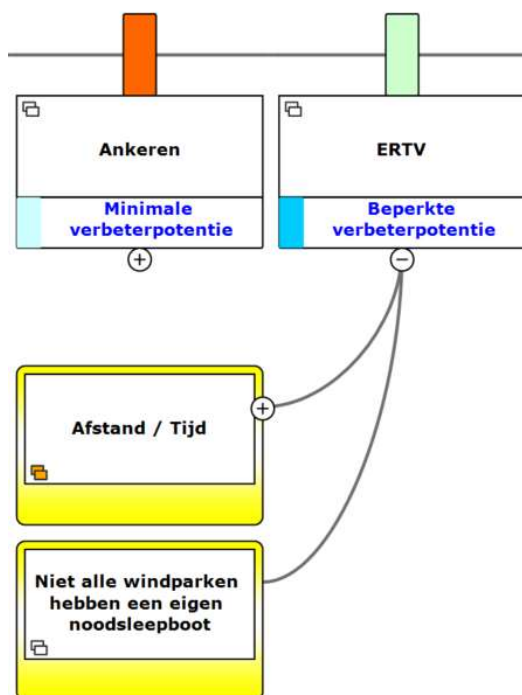 Ankeren
ERTV
Minimale
verbeterpotentie
Beperkte
verbeterpotentie
Afstand / Tijd
Niet alle windparken
hebben een eigen
noodsleepboot